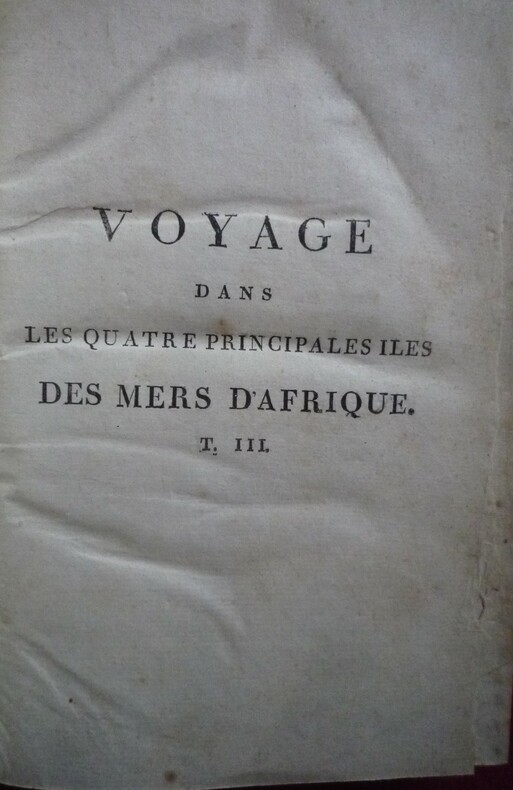 VOYAGE
DANS
LES QUATRE PRINCIPALES ILES
DES MERS D'AFRIQUE.
T. III.